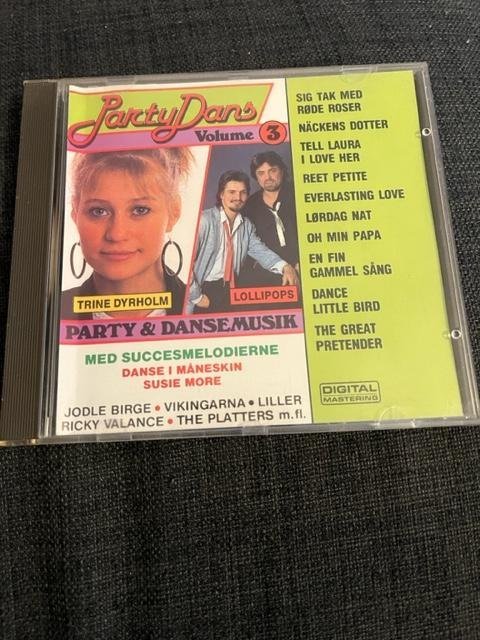 Party Dans
Volume 3
TRINE DYRHOLM
LOLLIPOPS
PARTY & DANSEMUSIK
MED SUCCESMELODIERNE
DANSE I MÅNESKIN
SUSIE MORE
JODLE BIRGE • VIKINGARNA • LILLER
RICKY VALANCE • THE PLATTERS m.fl.
SIG TAK MED
RØDE ROSER
NÄCKENS DOTTER
TELL LAURA
I LOVE HER
REET PETITE
EVERLASTING LOVE
LØRDAG NAT
OH MIN PAPA
EN FIN
GAMMEL SÅNG
DANCE
LITTLE BIRD
THE GREAT
PRETENDER
DIGITAL
MASTERING